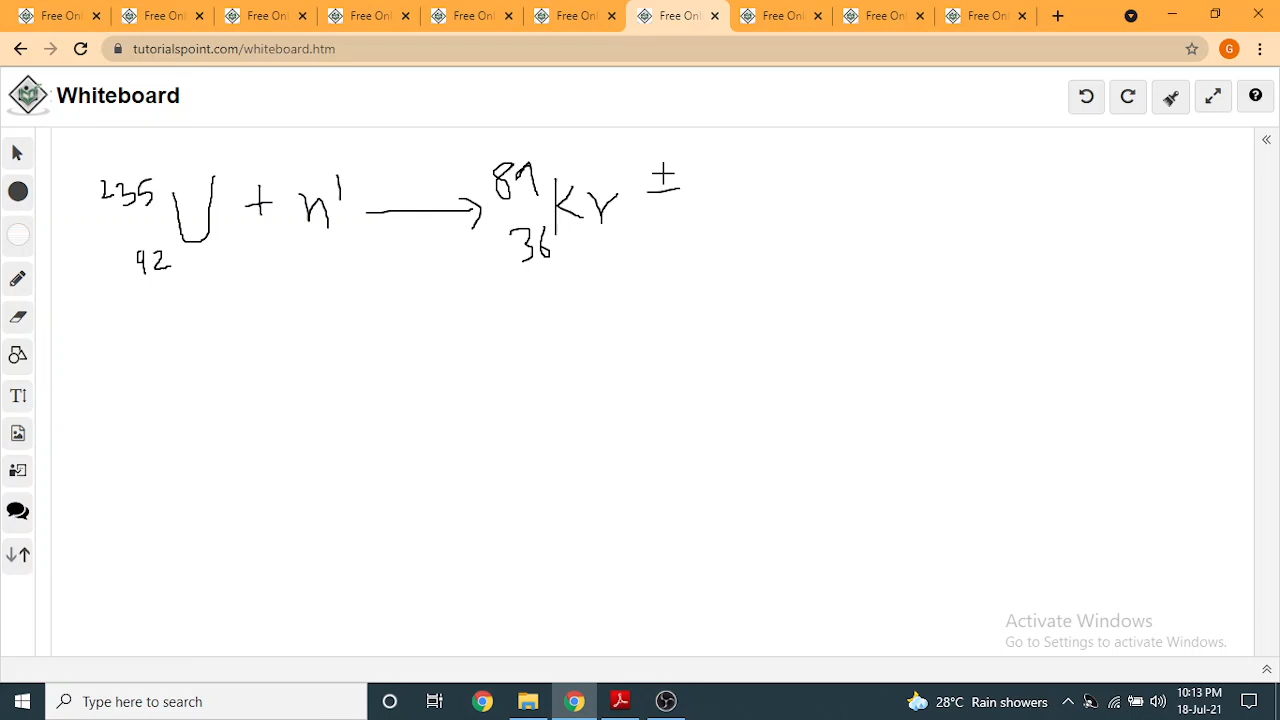 Free Onl Free Onl Free Onl Free Onl Free Onl Free Onl Free Onl Free Onl Free Onl Free Onl
tutorialspoint.com/whiteboard.htm
G
Whiteboard
235 U 92 + n 1 → 89 36 Kr ±
TI
Activate Windows
Go to Settings to activate Windows.
Type here to search
28°C Rain showers
10:13 PM
18-Jul-21